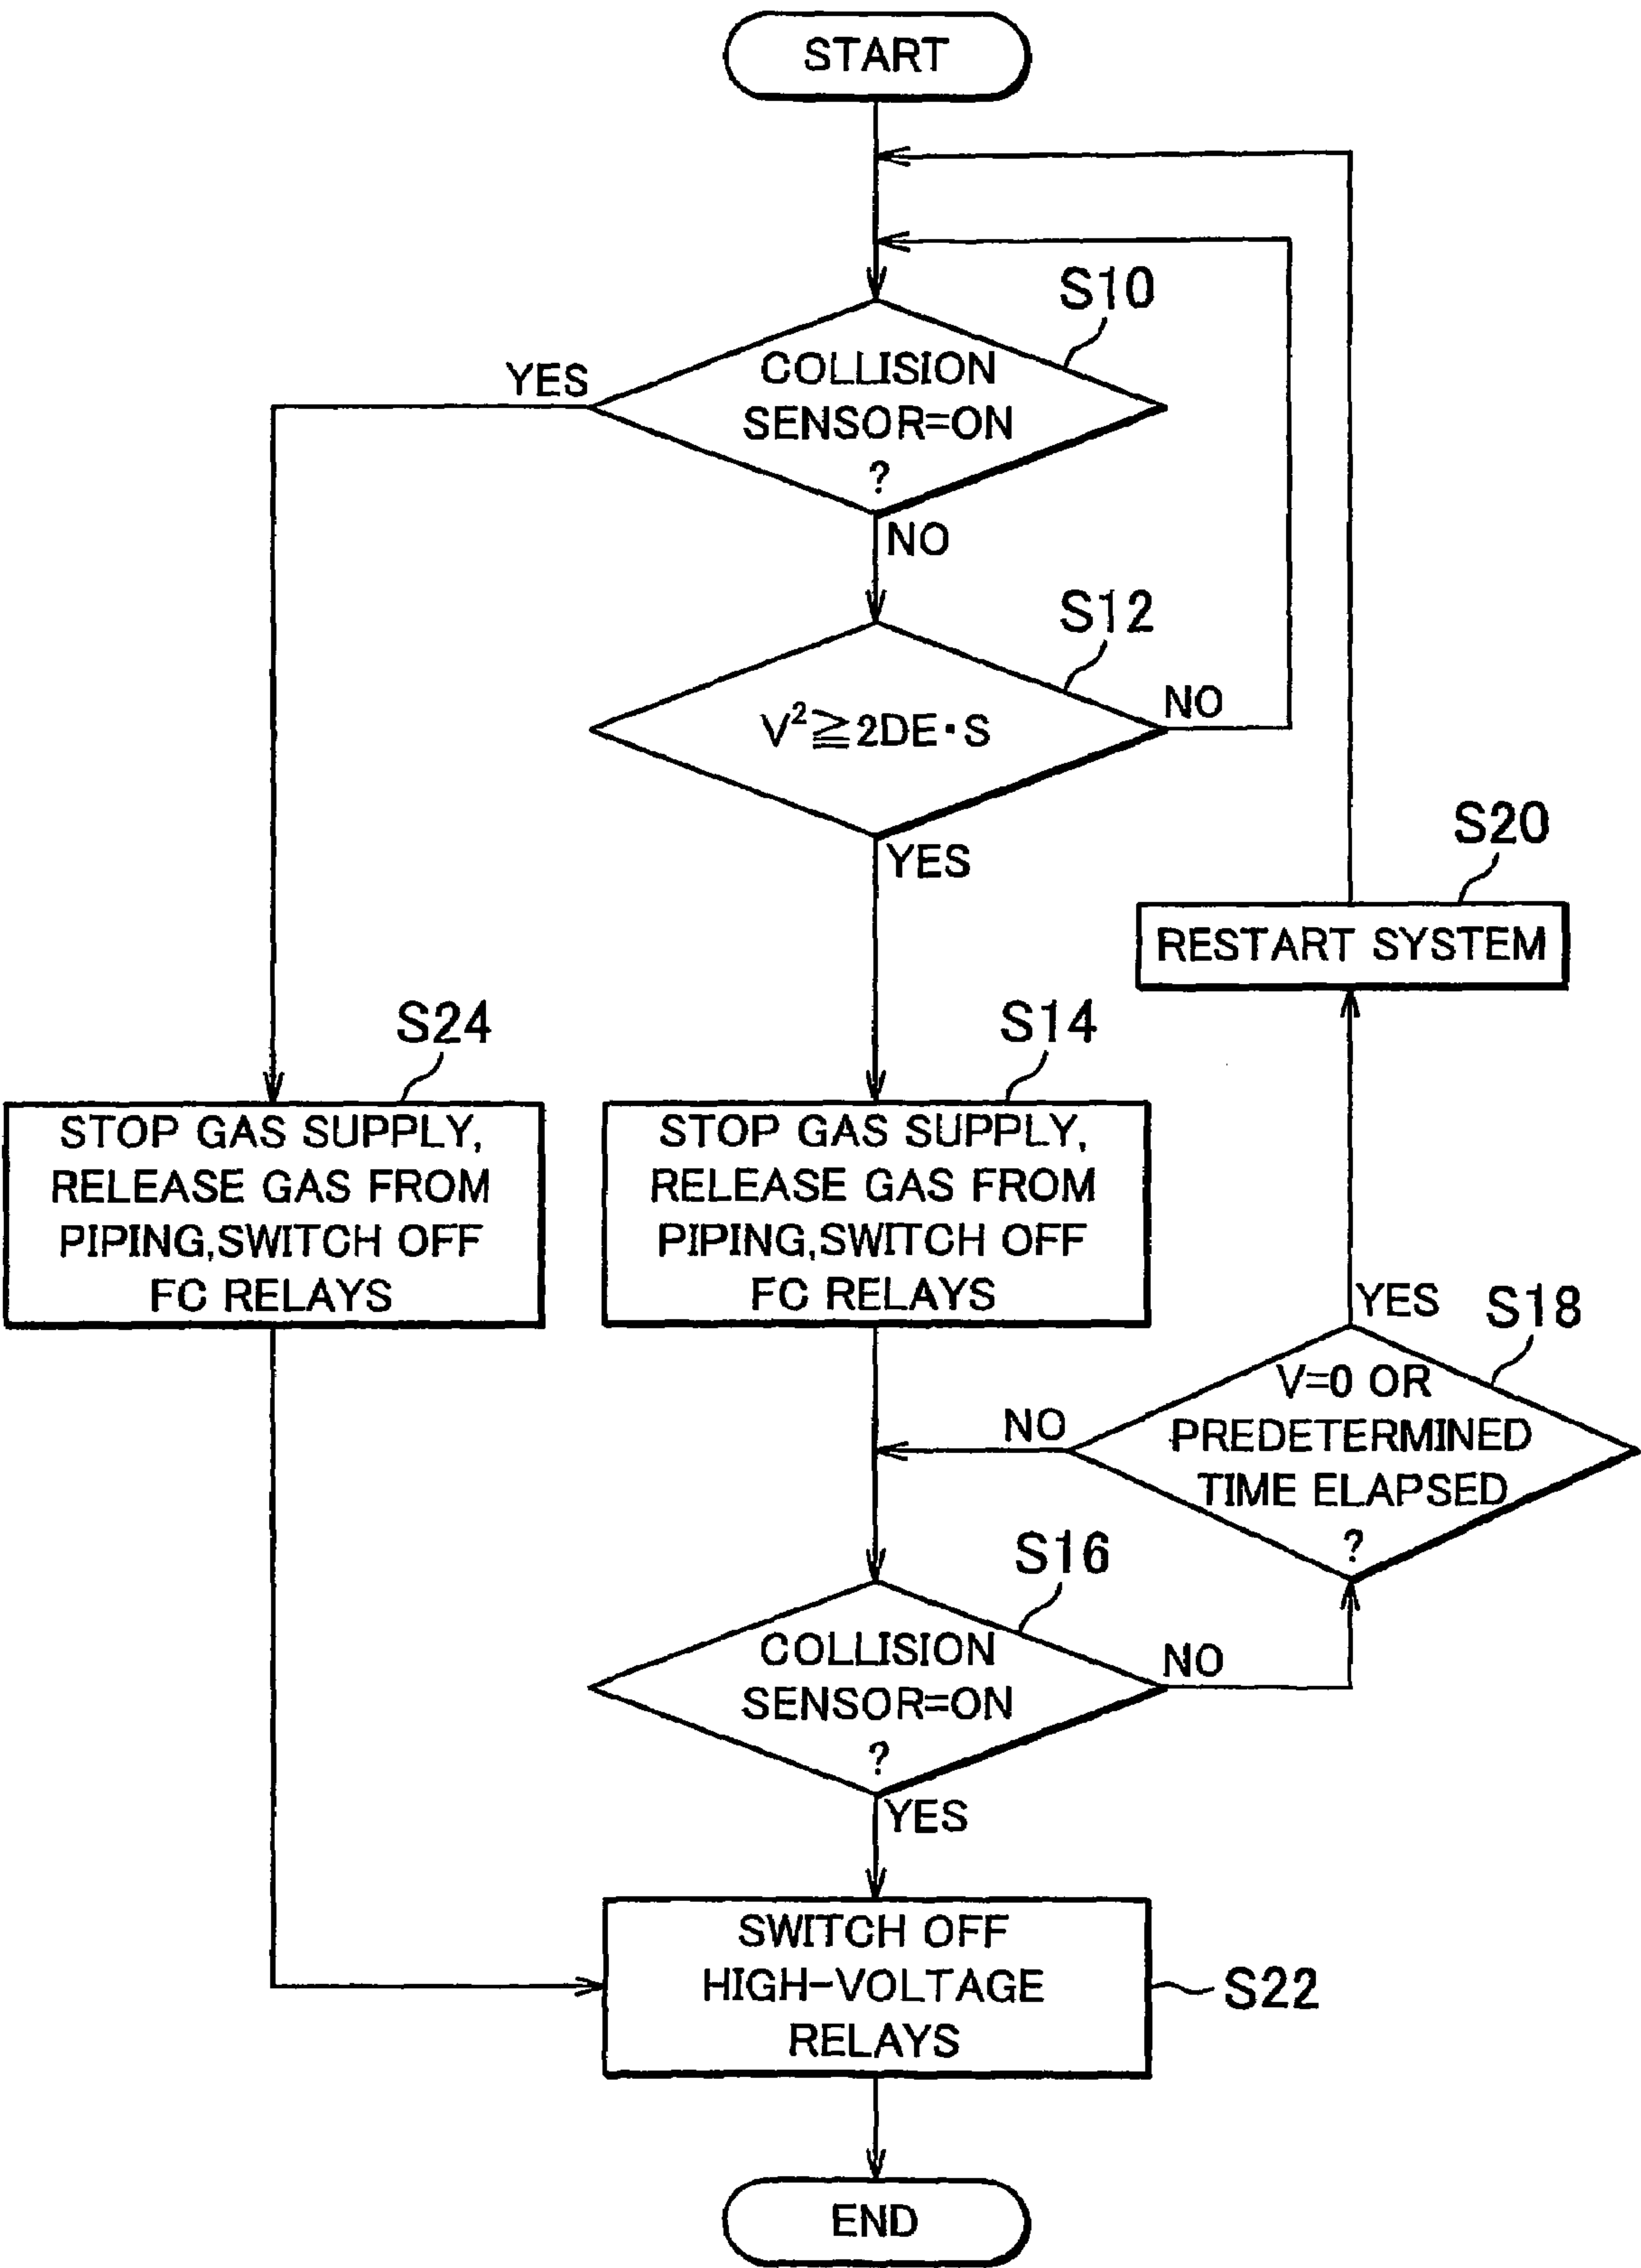 START
S10
YES
COLLISION
SENSOR=ON
?
NO
S12
V²≧2DE・S
NO
YES
S20
RESTART SYSTEM
S24
STOP GAS SUPPLY,
RELEASE GAS FROM
PIPING,SWITCH OFF
FC RELAYS
S14
STOP GAS SUPPLY,
RELEASE GAS FROM
PIPING,SWITCH OFF
FC RELAYS
YES
S18
V=0 OR
PREDETERMINED
TIME ELAPSED
?
NO
S16
COLLISION
SENSOR=ON
?
NO
YES
SWITCH OFF
HIGH-VOLTAGE
RELAYS
S22
END